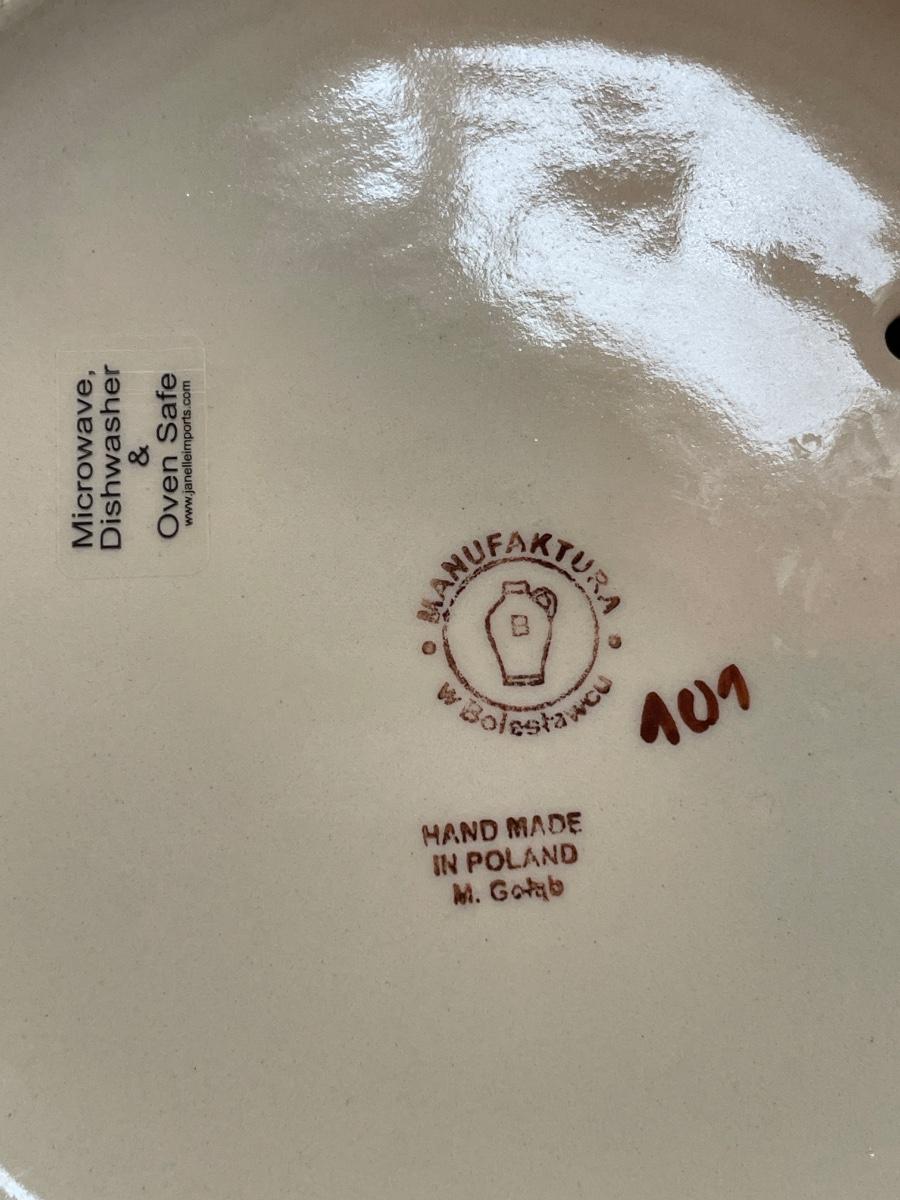 Microwave,
Dishwasher
&
Oven Safe
www.janelleimports.com
MANUFAKTURA
B
w Bolesławcu
101
HAND MADE
IN POLAND
M. Gołąb